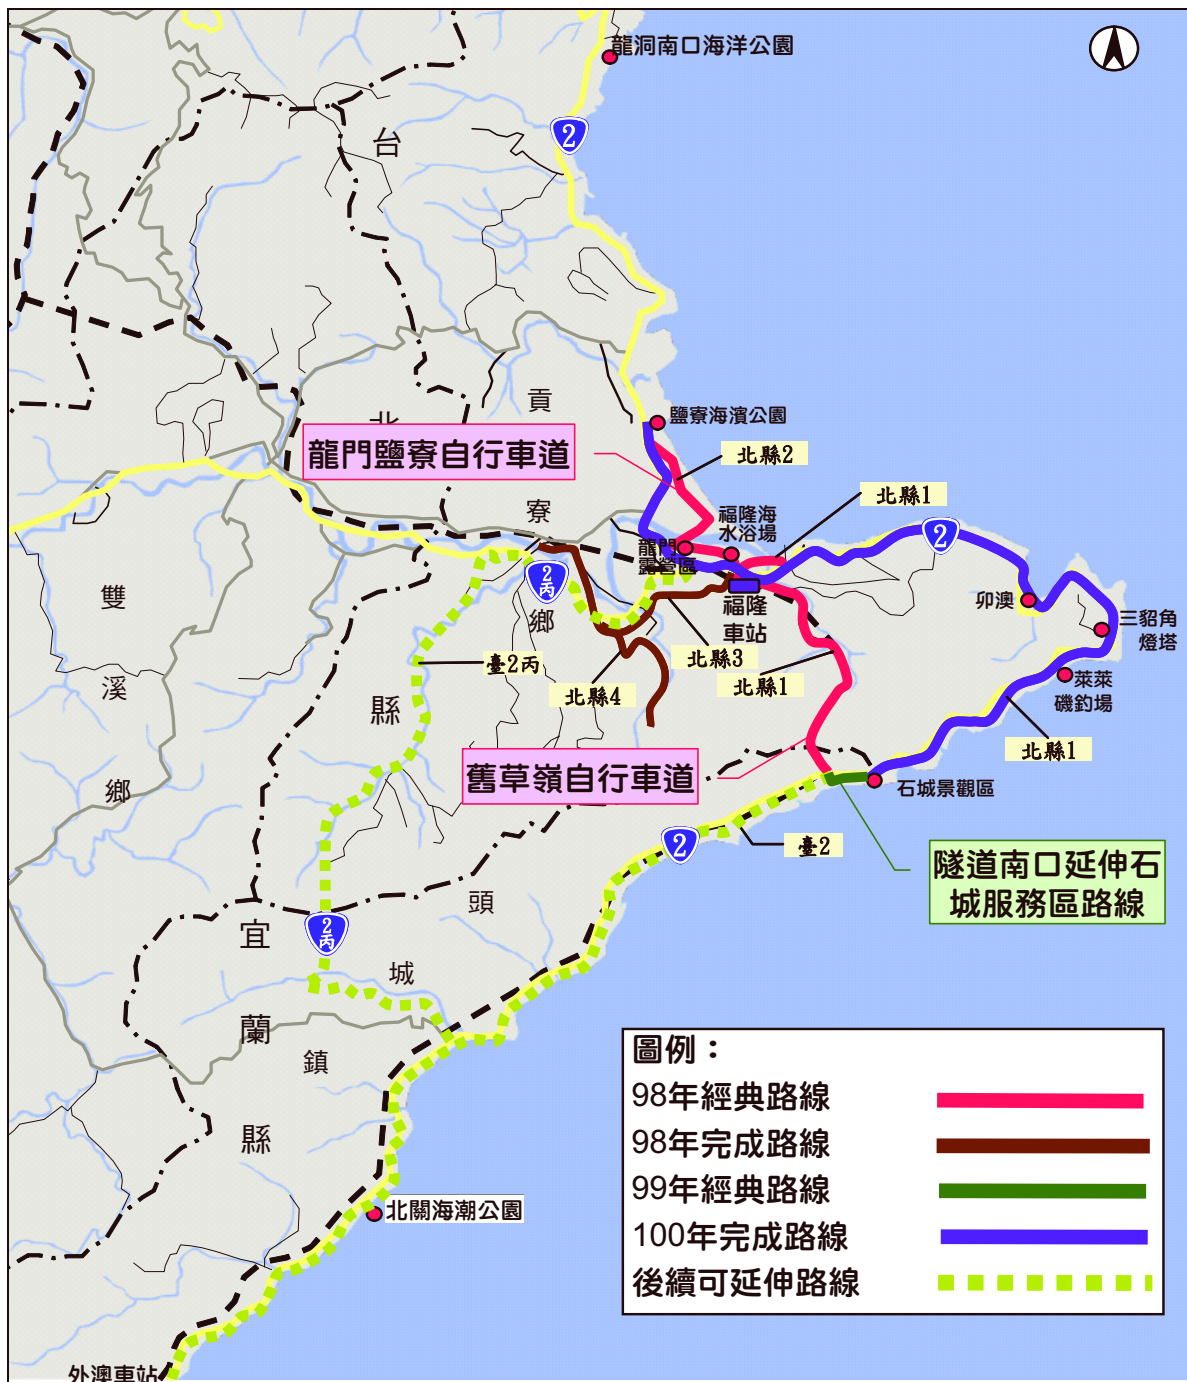 龍洞南口海洋公園
2
台
北
貢
鹽寮海濱公園
龍門鹽寮自行車道
北縣2
北縣1
寮
福隆海
水浴場
2
龍門
露營區
2
丙
雙
鄉
福隆
車站
卯澳
三貂角
燈塔
臺2丙
北縣3
北縣1
溪
縣
北縣4
萊萊
磯釣場
北縣1
舊草嶺自行車道
鄉
石城景觀區
2
臺2
隧道南口延伸石
城服務區路線
頭
2
丙
宜
城
蘭
鎮
縣
北關海潮公園
外澳車站
圖例：
98年經典路線
98年完成路線
99年經典路線
100年完成路線
後續可延伸路線